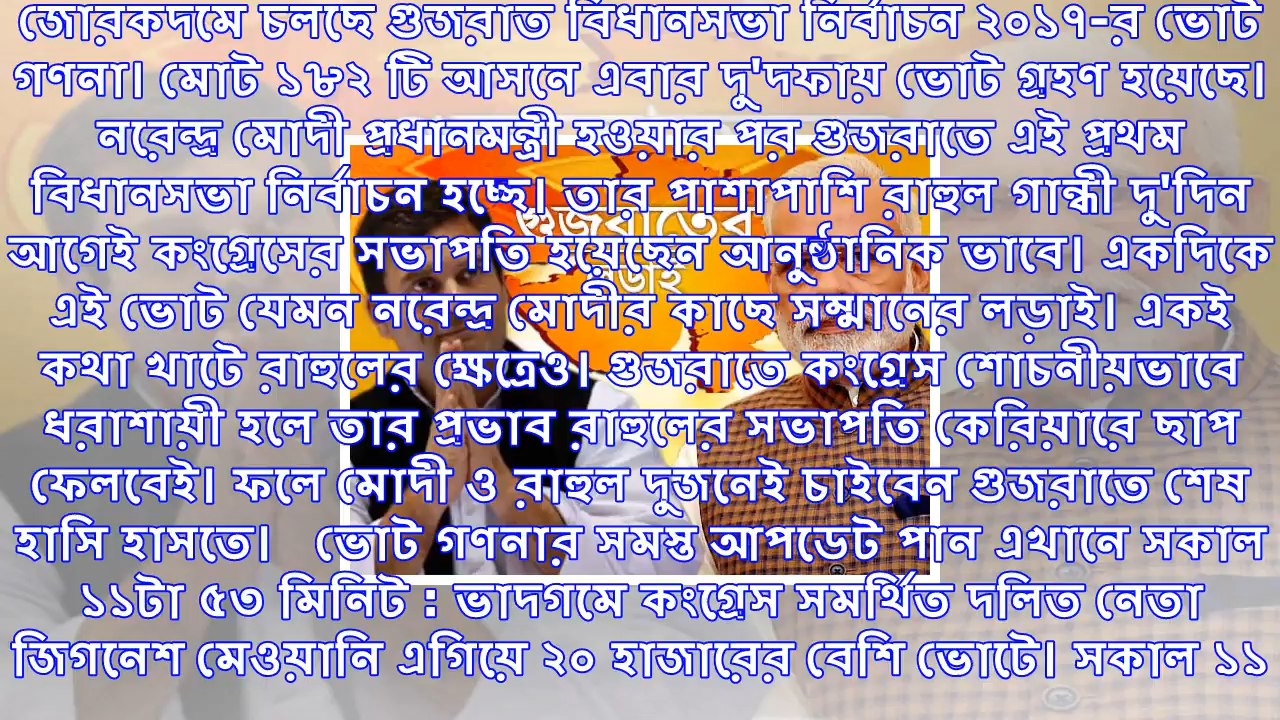 জোরকদমে চলছে গুজরাত বিধানসভা নির্বাচন ২০১৭-র ভোট
গণনা। মোট ১৮২ টি আসনে এবার দু'দফায় ভোট গ্রহণ হয়েছে।
নরেন্দ্র মোদী প্রধানমন্ত্রী হওয়ার পর গুজরাতে এই প্রথম
বিধানসভা নির্বাচন হচ্ছে। তার পাশাপাশি রাহুল গান্ধী দু'দিন
গুজরাতের
আগেই কংগ্রেসের সভাপতি হয়েছেন আনুষ্ঠানিক ভাবে। একদিকে
লড়াই
এই ভোট যেমন নরেন্দ্র মোদীর কাছে সম্মানের লড়াই। একই
কথা খাটে রাহুলের ক্ষেত্রেও। গুজরাতে কংগ্রেস শোচনীয়ভাবে
ধরাশায়ী হলে তার প্রভাব রাহুলের সভাপতি কেরিয়ারে ছাপ
ফেলবেই। ফলে মোদী ও রাহুল দুজনেই চাইবেন গুজরাতে শেষ
হাসি হাসতে।   ভোট গণনার সমস্ত আপডেট পান এখানে সকাল
১১টা ৫৩ মিনিট : ভাদগমে কংগ্রেস সমর্থিত দলিত নেতা
জিগনেশ মেওয়ানি এগিয়ে ২০ হাজারের বেশি ভোটে। সকাল ১১